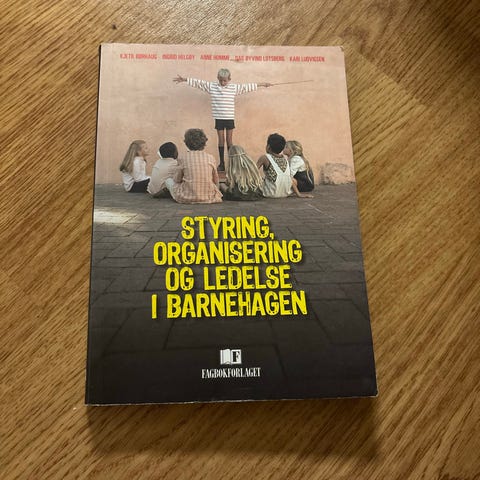 KJETIL BØRHAUG · INGRID HELGØY · ANNE HOMME · DAG ØYVIND LOTSBERG · KARI LUDVIGSEN
STYRING,
ORGANISERING
OG LEDELSE
I BARNEHAGEN
F
FAGBOKFORLAGET